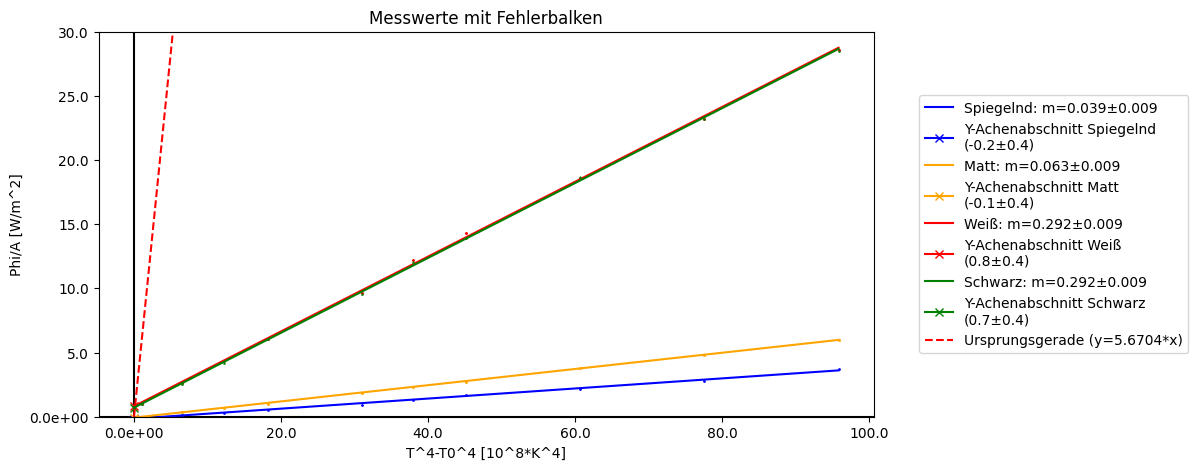 Messwerte mit Fehlerbalken
Phi/A [W/m^2]
30.0
25.0
20.0
15.0
10.0
5.0
0.0e+00
0.0e+00
20.0
40.0
60.0
80.0
100.0
T^4-T0^4 [10^8*K^4]
Spiegelnd: m=0.039±0.009
Y-Achenabschnitt Spiegelnd
(-0.2±0.4)
Matt: m=0.063±0.009
Y-Achenabschnitt Matt
(-0.1±0.4)
Weiß: m=0.292±0.009
Y-Achenabschnitt Weiß
(0.8±0.4)
Schwarz: m=0.292±0.009
Y-Achenabschnitt Schwarz
(0.7±0.4)
Ursprungsgerade (y=5.6704*x)